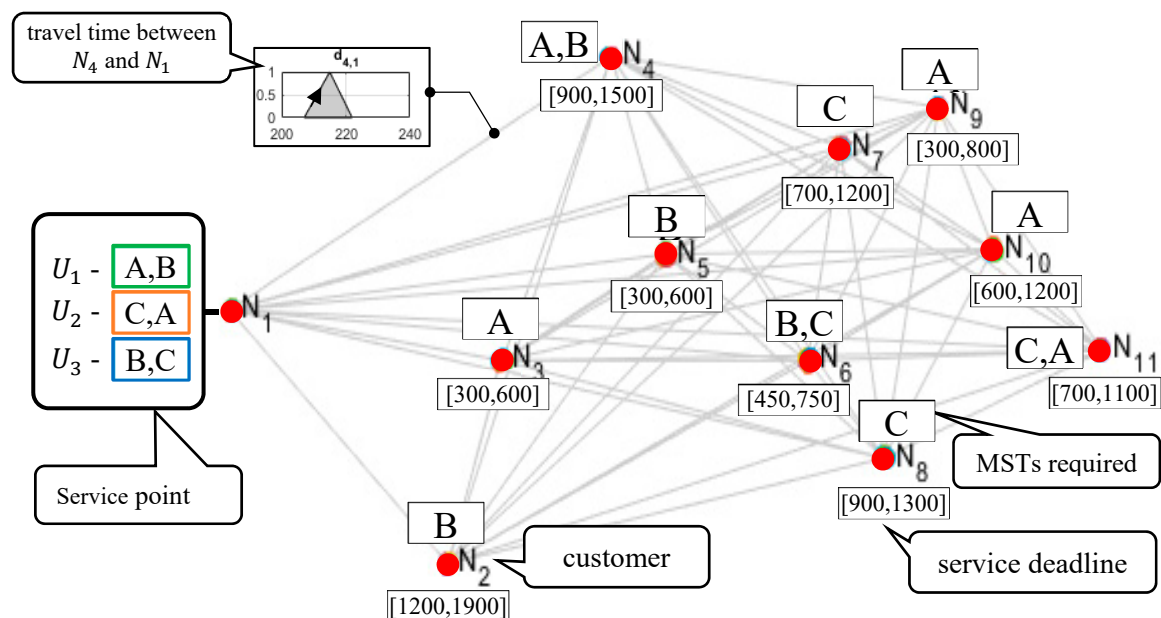 travel time between
N₄ and N₁
d₄,₁
1
0.5
0
200
220
240
A,B
N₄
[900,1500]
A
N₉
[300,800]
C
N₇
[700,1200]
B
N₅
[300,600]
A
N₁₀
[600,1200]
U₁ - A,B
U₂ - C,A
U₃ - B,C
N₁
A
N₃
[300,600]
B,C
N₆
[450,750]
C,A
N₁₁
[700,1100]
C
N₈
[900,1300]
MSTs required
Service point
B
N₂
[1200,1900]
customer
service deadline